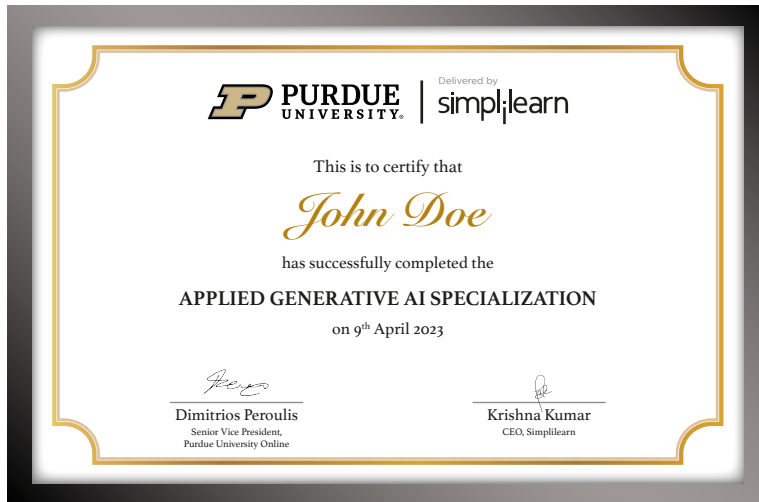 PURDUE
UNIVERSITY®
Delivered by
simplilearn
This is to certify that
John Doe
has successfully completed the
APPLIED GENERATIVE AI SPECIALIZATION
on 9th April 2023
Dimitrios Peroulis
Senior Vice President,
Purdue University Online
Krishna Kumar
CEO, Simplilearn